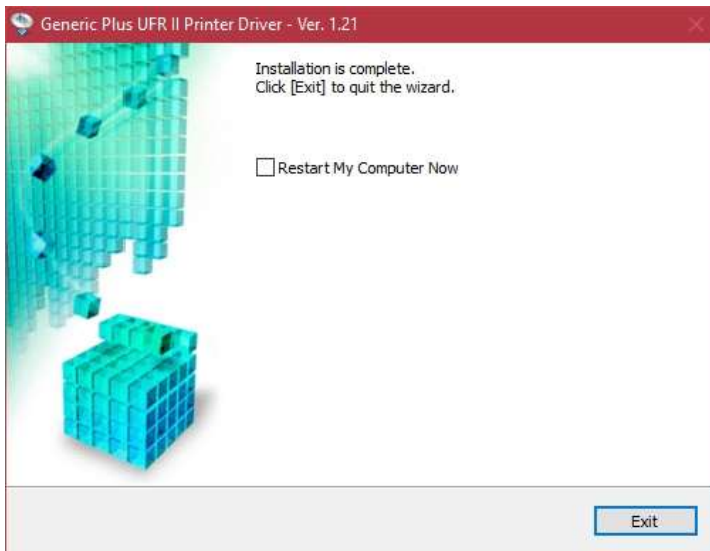 Generic Plus UFR II Printer Driver - Ver. 1.21
Installation is complete.
Click [Exit] to quit the wizard.
Restart My Computer Now
Exit